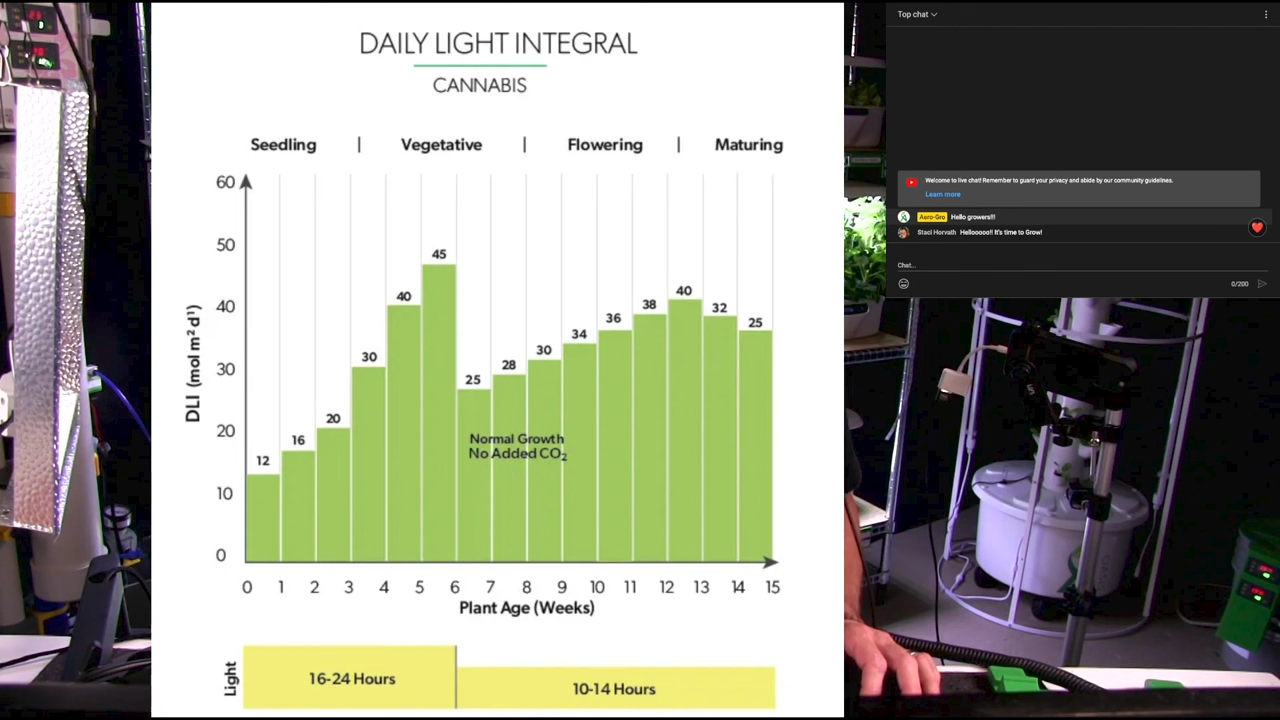 DAILY LIGHT INTEGRAL
CANNABIS
Seedling | Vegetative | Flowering | Maturing
DLI (mol m² d¹)
60
50
40
30
20
10
0
12
16
20
30
40
45
25
28
30
34
36
38
40
32
25
Normal Growth
No Added CO₂
0 1 2 3 4 5 6 7 8 9 10 11 12 13 14 15
Plant Age (Weeks)
Light
16-24 Hours
10-14 Hours
Top chat
Welcome to live chat! Remember to guard your privacy and abide by our community guidelines.
Learn more
Aero-Gro Hello growers!!!
Staci Horvath Hellooooo!! It's time to Grow!
Chat...
0/200